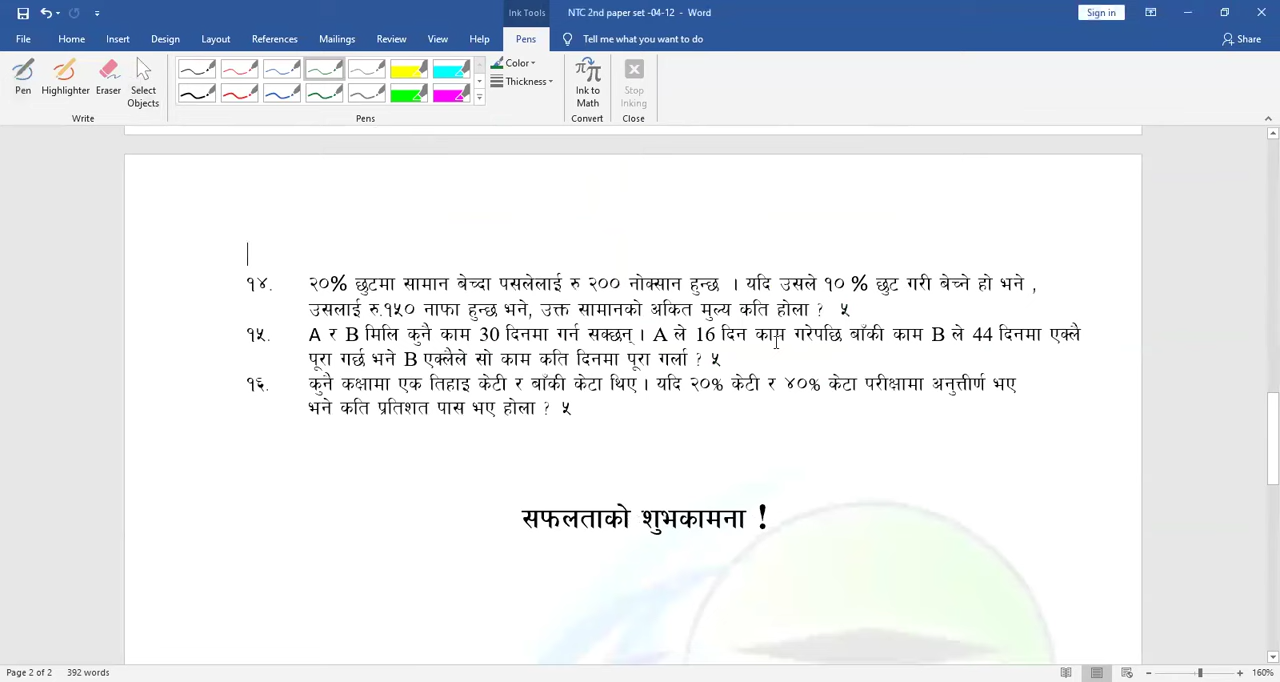 Ink Tools
NTC 2nd paper set -04-12 - Word
Sign in
File Home Insert Design Layout References Mailings Review View Help Pens Tell me what you want to do Share
Pen Highlighter Eraser Select Objects
Color
Thickness
Ink to Math
Stop Inking
Write Pens Convert Close
१४. २०% छुटमा सामान बेच्दा पसलेलाई रु २०० नोक्सान हुन्छ । यदि उसले १० % छुट गरी बेच्ने हो भने ,
उसलाई रु.१५० नाफा हुन्छ भने, उक्त सामानको अंकित मुल्य कति होला ? ५
१५. A र B मिलि कुनै काम 30 दिनमा गर्न सक्छन् । A ले 16 दिन काम गरेपछि बाँकी काम B ले 44 दिनमा एक्लै
पूरा गर्छ भने B एक्लैले सो काम कति दिनमा पूरा गर्ला ? ५
१६. कुनै कक्षामा एक तिहाइ केटी र बाँकी केटा थिए । यदि २०% केटी र ४०% केटा परीक्षामा अनुत्तीर्ण भए
भने कति प्रतिशत पास भए होला ? ५
सफलताको शुभकामना !
Page 2 of 2 392 words 160%